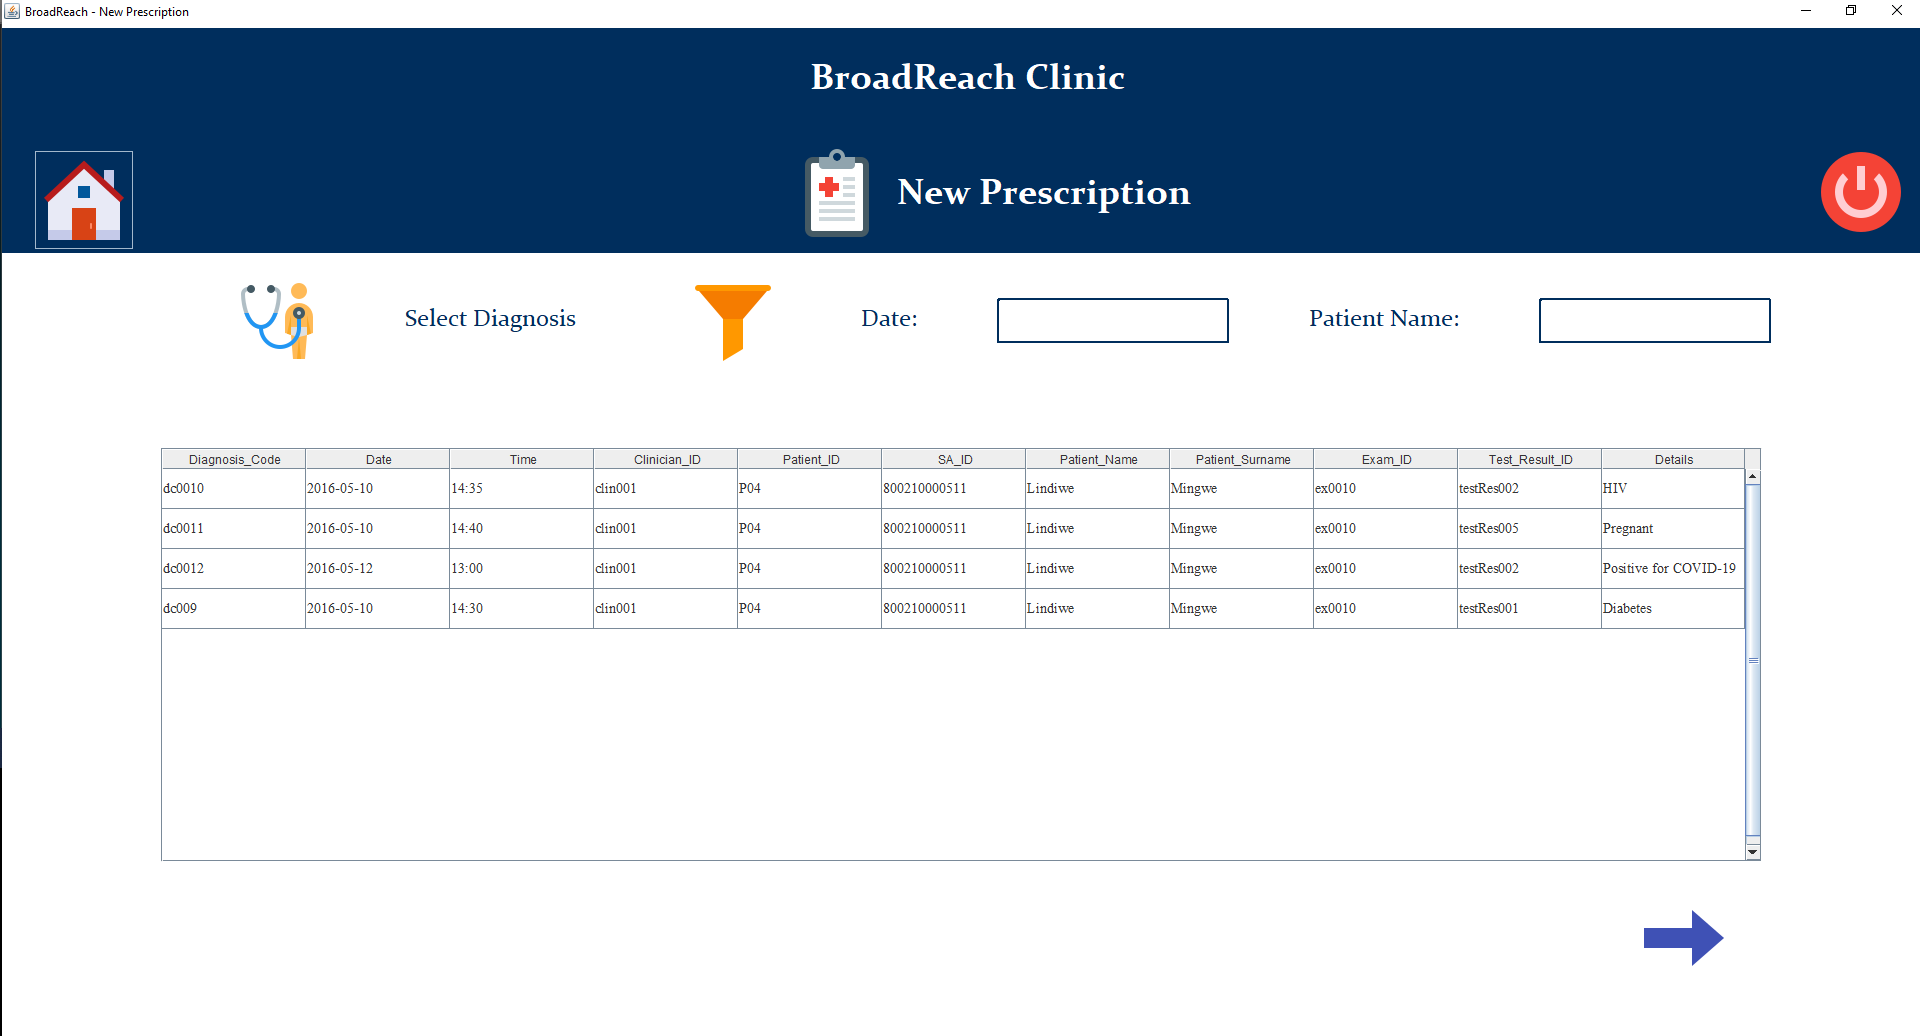 BroadReach - New Prescription
BroadReach Clinic
New Prescription
Select Diagnosis Date: Patient Name:
Diagnosis_Code Date Time Clinician_ID Patient_ID SA_ID Patient_Name Patient_Surname Exam_ID Test_Result_ID Details
dc0010 2016-05-10 14:35 clin001 P04 800210000511 Lindiwe Mingwe ex0010 testRes002 HIV
dc0011 2016-05-10 14:40 clin001 P04 800210000511 Lindiwe Mingwe ex0010 testRes005 Pregnant
dc0012 2016-05-12 13:00 clin001 P04 800210000511 Lindiwe Mingwe ex0010 testRes002 Positive for COVID-19
dc009 2016-05-10 14:30 clin001 P04 800210000511 Lindiwe Mingwe ex0010 testRes001 Diabetes